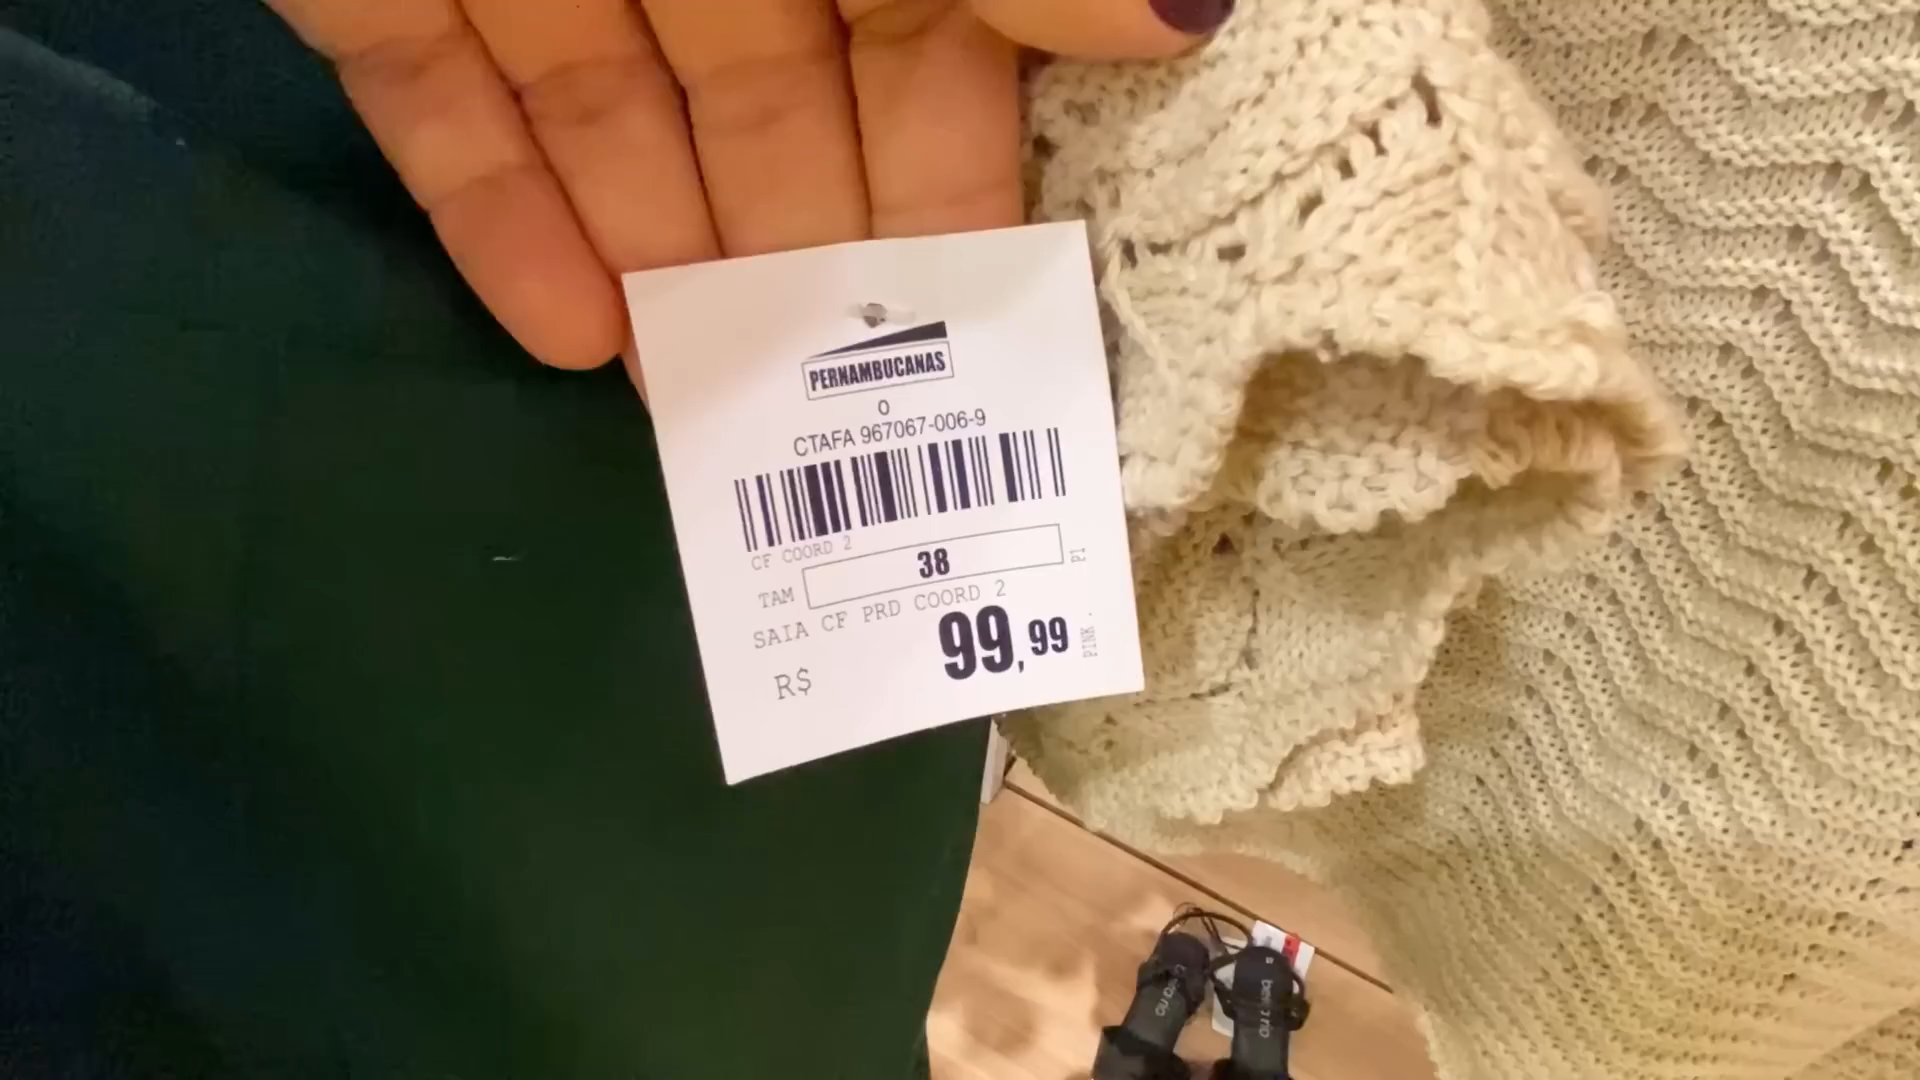 PERNAMBUCANAS
0
CTAFA 967067-006-9
CF COORD 2
TAM 38
P1
SAIA CF PRD COORD 2
R$ 99,99
PINK.